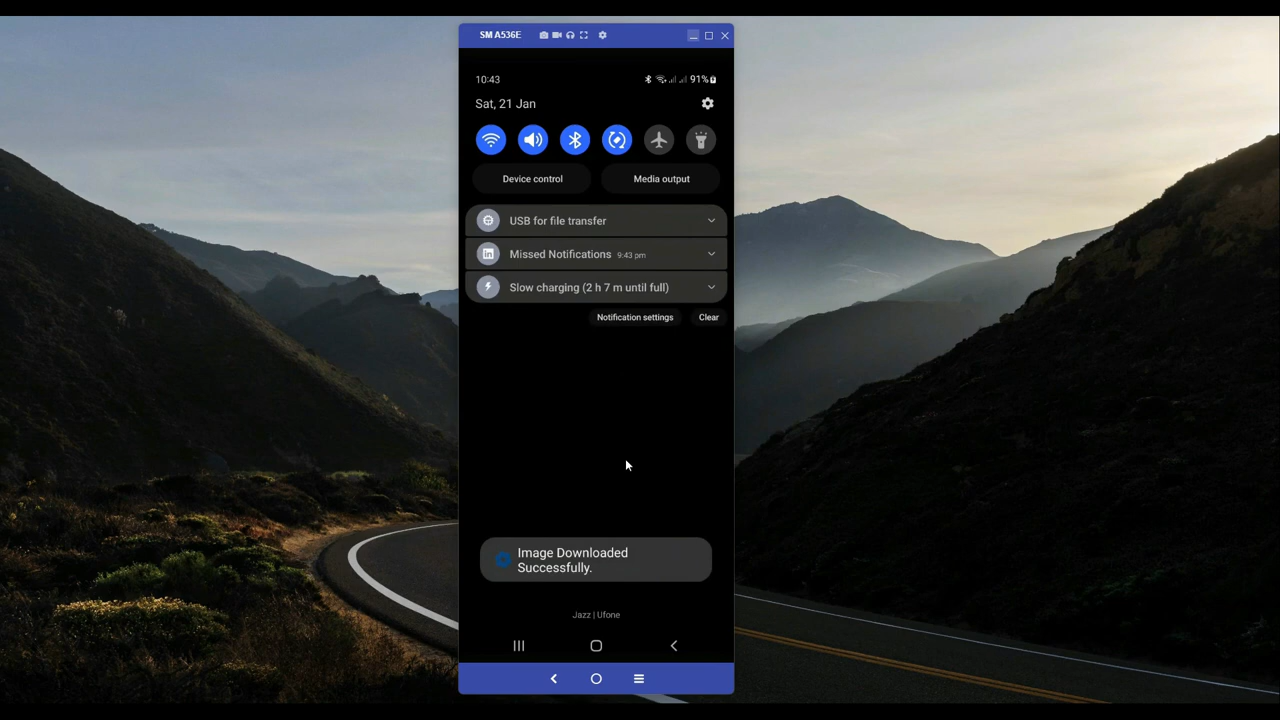 SM A536E
10:43
91%
Sat, 21 Jan
Device control
Media output
USB for file transfer
Missed Notifications 9:43 pm
Slow charging (2 h 7 m until full)
Notification settings
Clear
Image Downloaded
Successfully.
Jazz | Ufone